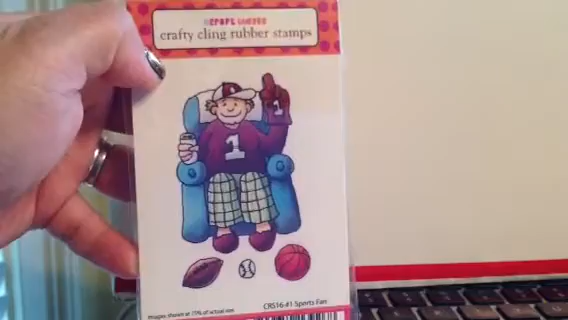 crafty cling rubber stamps
1
1
CRS16 #1 Sports Fan
Images shown at 75% of actual size